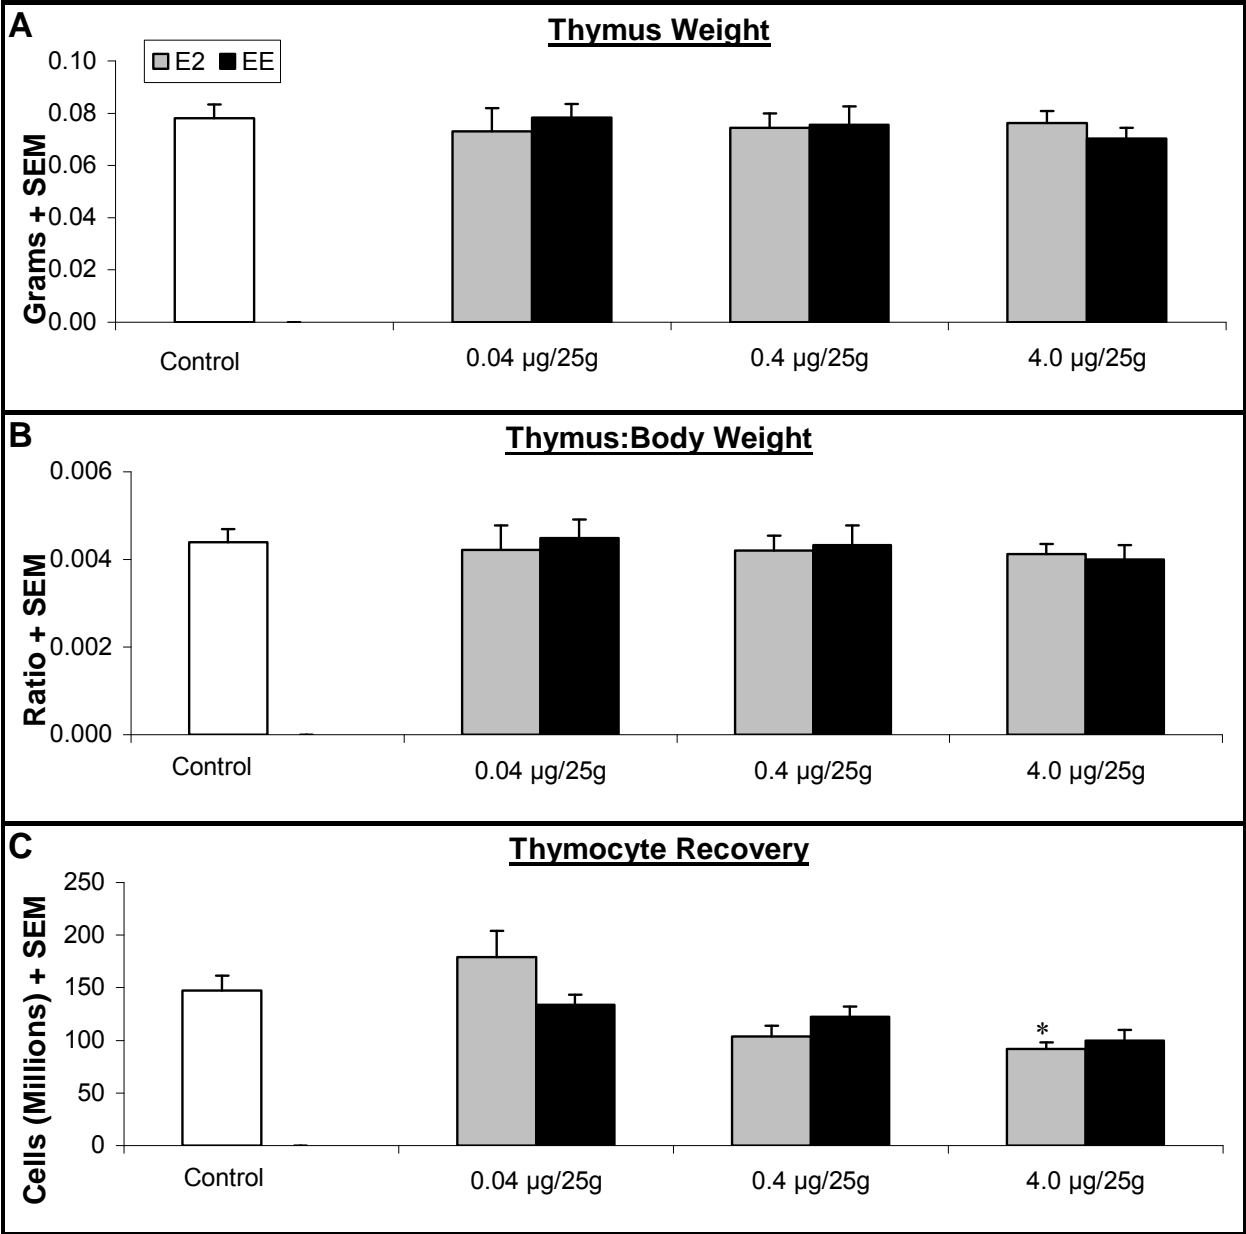 A
Thymus Weight
E2 EE
Grams + SEM
0.10
0.08
0.06
0.04
0.02
0.00
Control 0.04 µg/25g 0.4 µg/25g 4.0 µg/25g
B
Thymus:Body Weight
Ratio + SEM
0.006
0.004
0.002
0.000
Control 0.04 µg/25g 0.4 µg/25g 4.0 µg/25g
C
Thymocyte Recovery
Cells (Millions) + SEM
250
200
150
100
50
0
*
Control 0.04 µg/25g 0.4 µg/25g 4.0 µg/25g